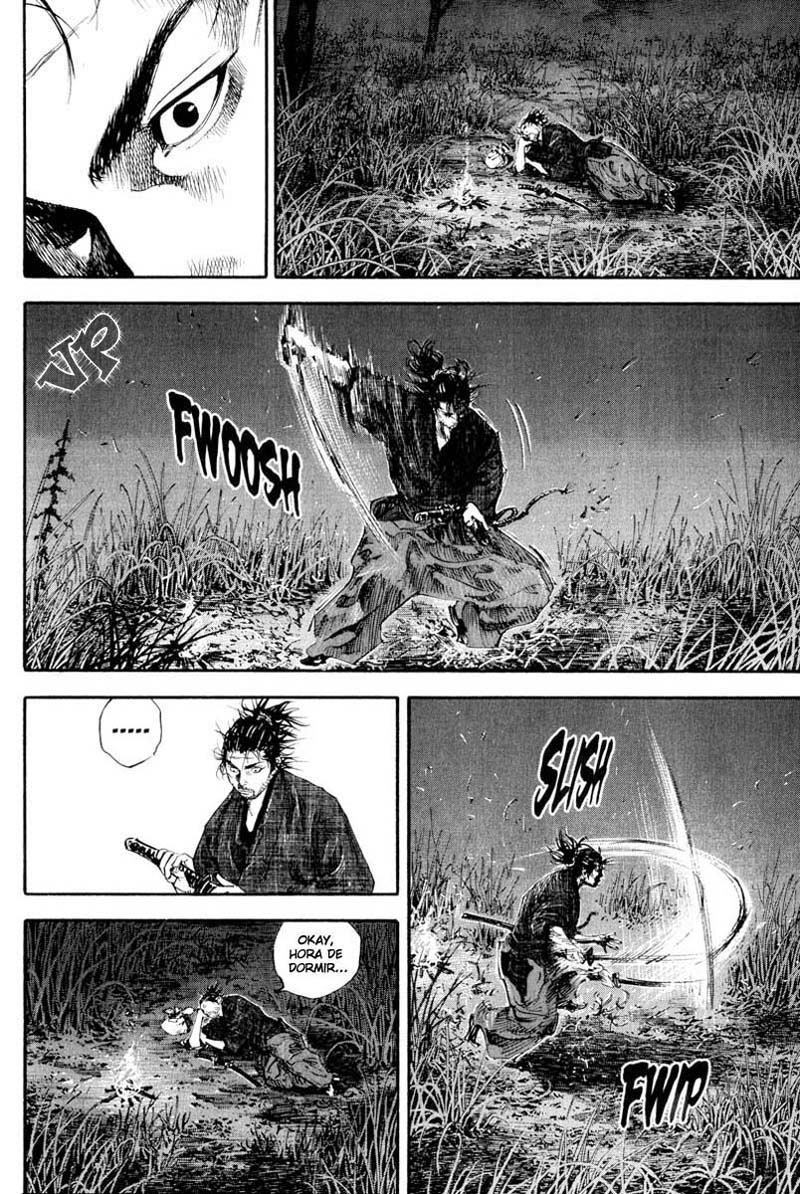 VP
FWOOSH
SLISH
FWIP
.....
OKAY,
HORA DE
DORMIR...